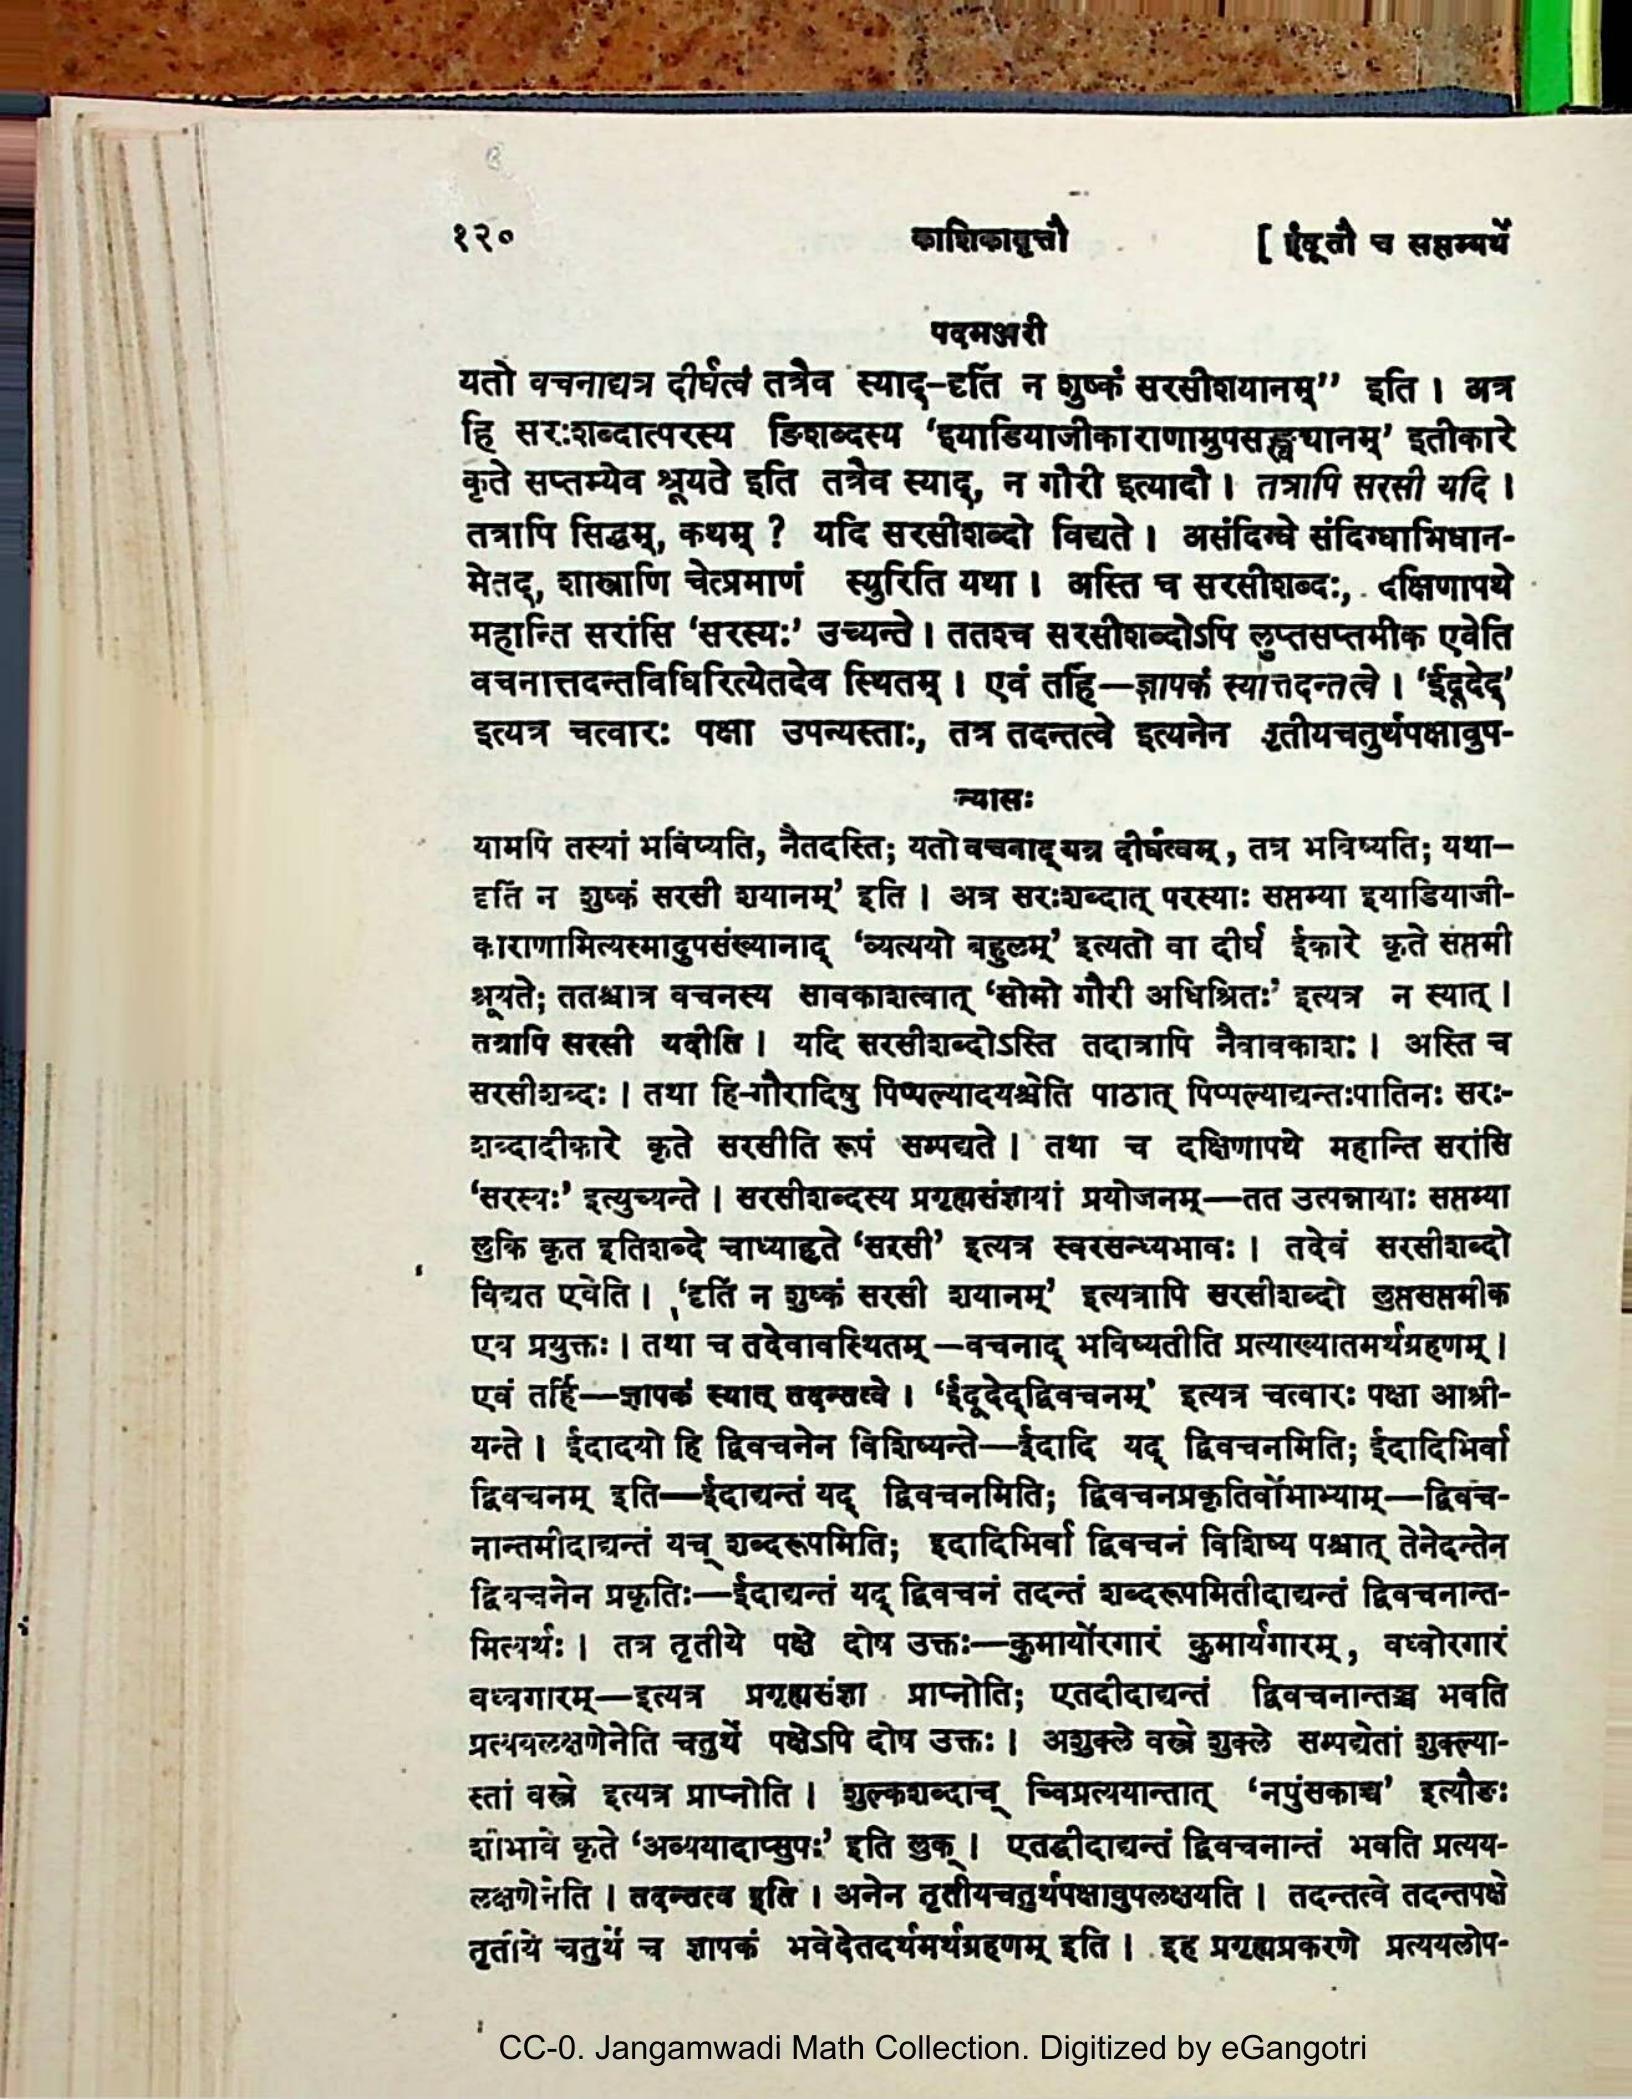 १२० काशिकावृत्तौ [ ईदूतौ च सप्तम्यर्थे
पदमञ्जरी
यतो वचनाद्यत्र दीर्घत्वं तत्रैव स्याद्-दृतिं न शुष्कं सरसीशयानम्” इति । अत्र
हि सरःशब्दात्परस्य ङिशब्दस्य ‘इयाडियाजीकाराणामुपसङ्ख्यानम्’ इतीकारे
कृते सप्तम्येव श्रूयते इति तत्रैव स्याद्, न गौरी इत्यादौ । तत्रापि सरसी यदि ।
तत्रापि सिद्धम्, कथम् ? यदि सरसीशब्दो विद्यते । असंदिग्धे संदिग्धाभिधान-
मेतद्, शास्त्राणि चेत्प्रमाणं स्युरिति यथा । अस्ति च सरसीशब्दः, दक्षिणापथे
महान्ति सरांसि ‘सरस्यः’ उच्यन्ते । ततश्च सरसीशब्दोऽपि लुप्तसप्तमीक एवेति
वचनात्तदन्तविधिरित्येतदेव स्थितम् । एवं तर्हि—ज्ञापकं स्यात्तदन्तत्वे । ‘ईदूदेद्’
इत्यत्र चत्वारः पक्षा उपन्यस्ताः, तत्र तदन्तत्वे इत्यनेन तृतीयचतुर्थपक्षावुप-
न्यासः
यामपि तस्यां भविष्यति, नैतदस्ति; यतो वचनाद् यत्र दीर्घत्वम्, तत्र भविष्यति; यथा—
दृतिं न शुष्कं सरसी शयानम्’ इति । अत्र सरःशब्दात् परस्याः सप्तम्या इयाडियाजी-
काराणामित्यस्मादुपसंख्यानाद् ‘व्यत्ययो बहुलम्’ इत्यतो वा दीर्घ ईकारे कृते सप्तमी
श्रूयते; ततश्चात्र वचनस्य सावकाशत्वात् ‘सोमो गौरी अधिश्रितः’ इत्यत्र न स्यात् ।
तत्रापि सरसी यदीति । यदि सरसीशब्दोऽस्ति तदात्रापि नैवावकाशः । अस्ति च
सरसीशब्दः । तथा हि-गौरादिषु पिप्पल्यादयश्चेति पाठात् पिप्पल्याद्यन्तःपातिनः सरः-
शब्दादीकारे कृते सरसीति रूपं सम्पद्यते । तथा च दक्षिणापथे महान्ति सरांसि
‘सरस्यः’ इत्युच्यन्ते । सरसीशब्दस्य प्रगृह्यसंज्ञायां प्रयोजनम्—तत उत्पन्नायाः सप्तम्या
लुकि कृत इतिशब्दे चाध्याहृते ‘सरसी’ इत्यत्र स्वरसन्ध्यभावः । तदेवं सरसीशब्दो
विद्यत एवेति । ‘दृतिं न शुष्कं सरसी शयानम्’ इत्यत्रापि सरसीशब्दो लुप्तसप्तमीक
एव प्रयुक्तः । तथा च तदेवावस्थितम्—वचनाद् भविष्यतीति प्रत्याख्यातमर्थग्रहणम् ।
एवं तर्हि—ज्ञापकं स्यात् तदन्तत्वे । ‘ईदूदेद्द्विवचनम्’ इत्यत्र चत्वारः पक्षा आश्री-
यन्ते । ईदादयो हि द्विवचनेन विशिष्यन्ते—ईदादि यद् द्विवचनमिति; ईदादिभिर्वा
द्विवचनम् इति—ईदाद्यन्तं यद् द्विवचनमिति; द्विवचनप्रकृतिर्वोभाभ्याम्—द्विवच-
नान्तमीदाद्यन्तं यच् शब्दरूपमिति; इदादिभिर्वा द्विवचनं विशिष्य पश्चात् तेनेदन्तेन
द्विवचनेन प्रकृतिः—ईदाद्यन्तं यद् द्विवचनं तदन्तं शब्दरूपमितीदाद्यन्तं द्विवचनान्त-
मित्यर्थः । तत्र तृतीये पक्षे दोष उक्तः—कुमार्योरगारं कुमार्यगारम्, वध्वोरगारं
वध्वगारम्—इत्यत्र प्रगृह्यसंज्ञा प्राप्नोति; एतदीदाद्यन्तं द्विवचनान्तञ्च भवति
प्रत्ययलक्षणेनेति चतुर्थे पक्षेऽपि दोष उक्तः । अशुक्ले वस्त्रे शुक्ले सम्पद्येतां शुक्ल्या-
स्तां वस्त्रे इत्यत्र प्राप्नोति । शुल्कशब्दाच् च्विप्रत्ययान्तात् ‘नपुंसकाच्च’ इत्यौङः
शीभावे कृते ‘अव्ययादाप्सुपः’ इति लुक् । एतद्धीदाद्यन्तं द्विवचनान्तं भवति प्रत्यय-
लक्षणेनेति । तदन्तत्व इति । अनेन तृतीयचतुर्थपक्षावुपलक्षयति । तदन्तत्वे तदन्तपक्षे
तृतीये चतुर्थे च ज्ञापकं भवेदेतदर्थमर्थग्रहणम् इति । इह प्रगृह्यप्रकरणे प्रत्ययलोप-
CC-0. Jangamwadi Math Collection. Digitized by eGangotri